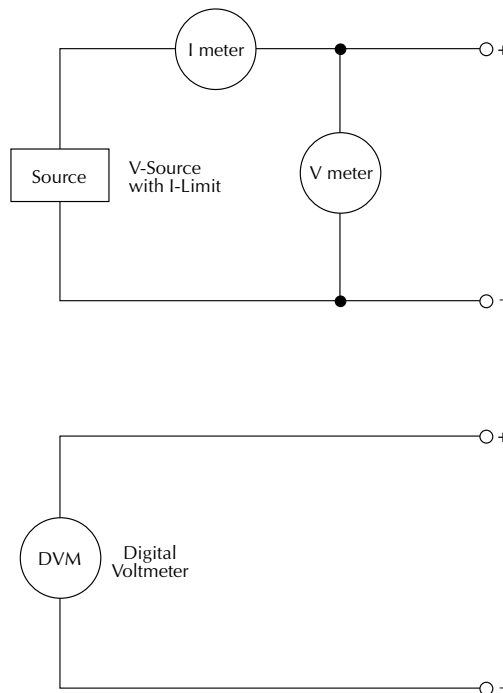 I meter
+
Source
V-Source
with I-Limit
V meter
-
+
DVM
Digital
Voltmeter
-